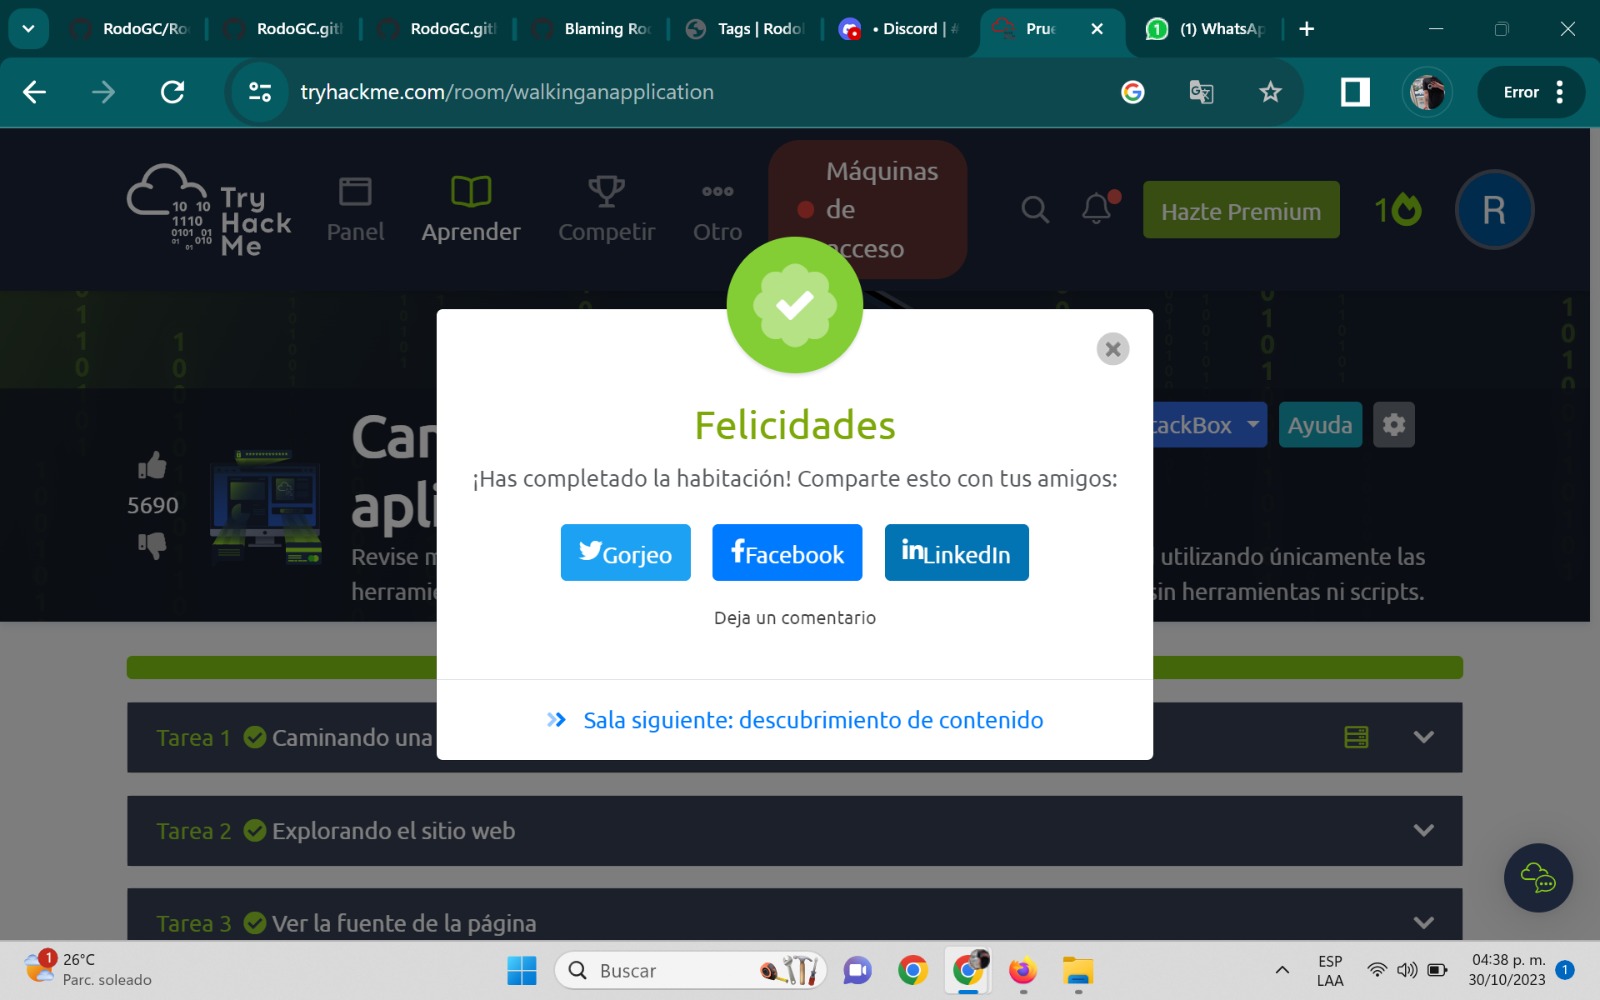 RodoGC/Ro
RodoGC.git
RodoGC.git
Blaming Ro
Tags | Rodol
• Discord | #
Prue
(1) WhatsAp
tryhackme.com/room/walkinganapplication
Error
Try
Hack
Me
Panel
Aprender
Competir
Otro
Máquinas
de
acceso
Hazte Premium
1
R
Felicidades
¡Has completado la habitación! Comparte esto con tus amigos:
Gorjeo
Facebook
LinkedIn
Deja un comentario
Sala siguiente: descubrimiento de contenido
5690
Can
apli
tackBox
Ayuda
Revise m
utilizando únicamente las
herramie
sin herramientas ni scripts.
Tarea 1
Caminando una
Tarea 2
Explorando el sitio web
Tarea 3
Ver la fuente de la página
1
26°C
Parc. soleado
Buscar
ESP
LAA
04:38 p. m.
30/10/2023
1